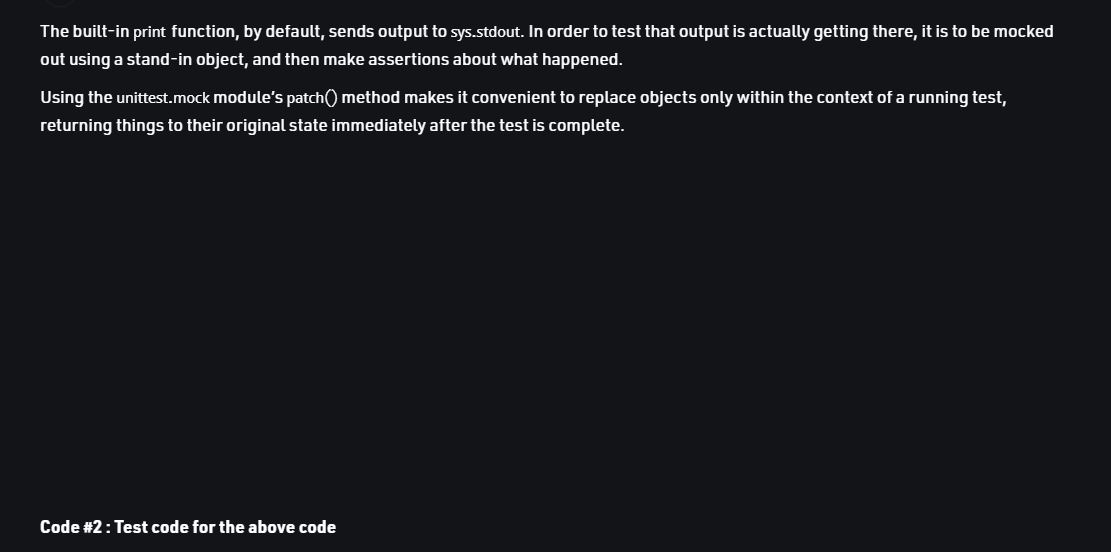 The built-in print function, by default, sends output to sys.stdout. In order to test that output is actually getting there, it is to be mocked
out using a stand-in object, and then make assertions about what happened.
Using the unittest.mock module's patch() method makes it convenient to replace objects only within the context of a running test,
returning things to their original state immediately after the test is complete.
Code #2 : Test code for the above code